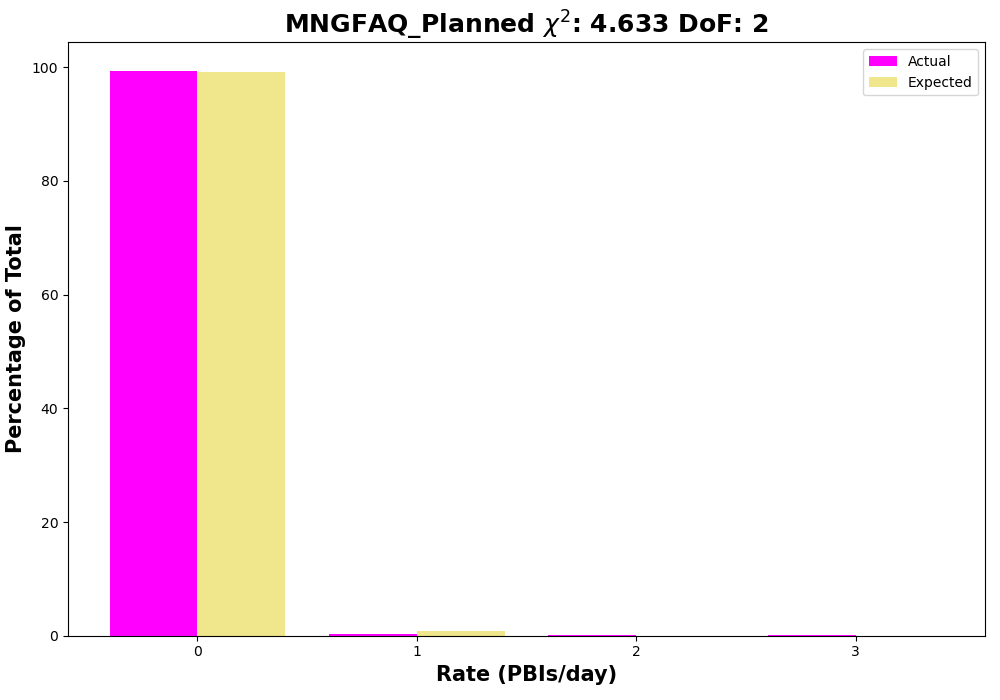 MNGFAQ_Planned χ²: 4.633 DoF: 2
Actual
Expected
Percentage of Total
100
80
60
40
20
0
0 1 2 3
Rate (PBIs/day)